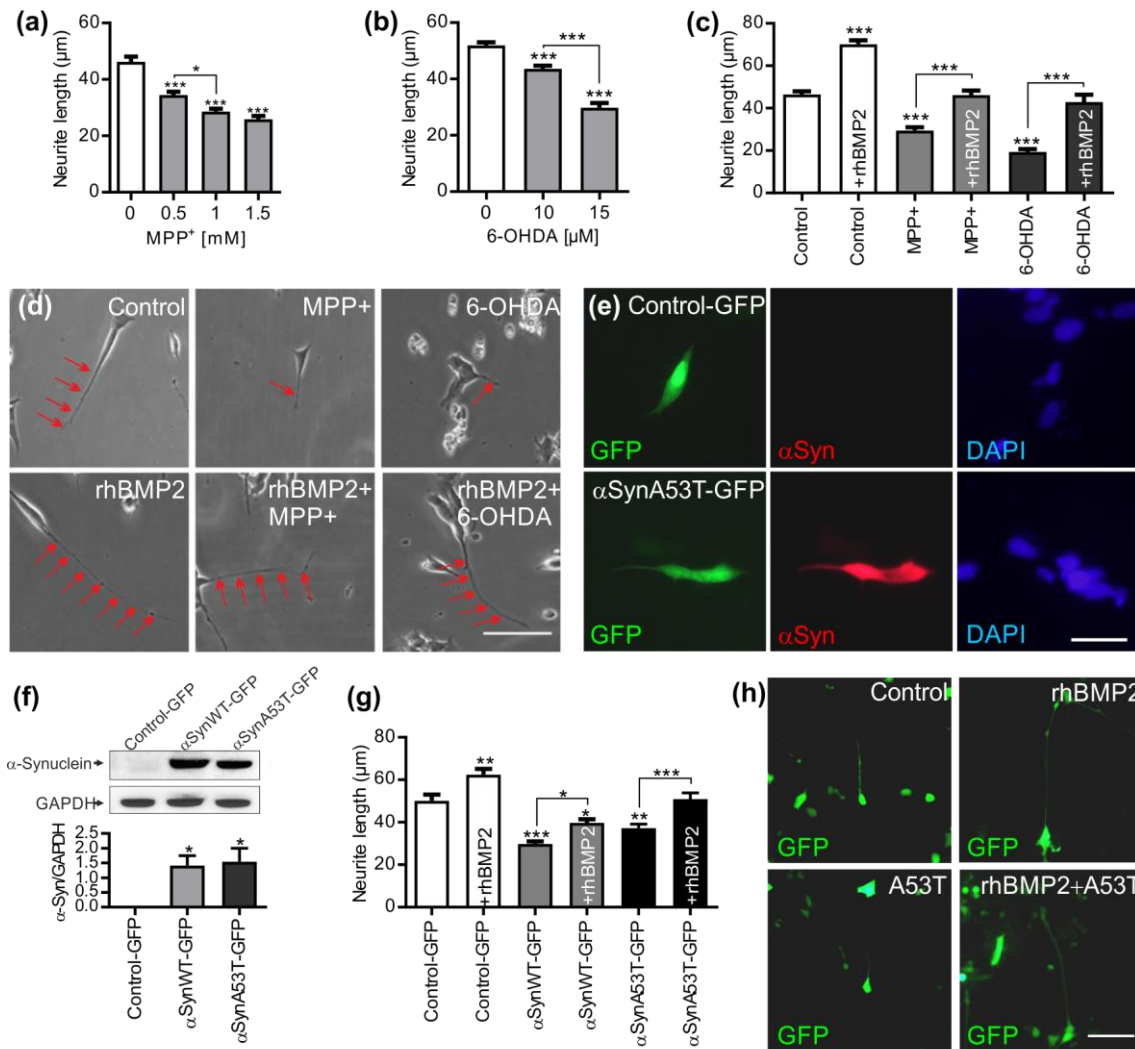 (a)
Neurite length (µm)
60
40
20
0
***
*
***
***
0 0.5 1 1.5
MPP⁺ [mM]
(b)
Neurite length (µm)
60
40
20
0
***
***
***
0 10 15
6-OHDA [µM]
(c)
Neurite length (µm)
80
60
40
20
0
***
+rhBMP2
***
***
+rhBMP2
***
***
+rhBMP2
Control
Control
MPP+
MPP+
6-OHDA
6-OHDA
(d)
Control
MPP+
6-OHDA
rhBMP2
rhBMP2+
MPP+
rhBMP2+
6-OHDA
(e)
Control-GFP
GFP
αSyn
DAPI
αSynA53T-GFP
GFP
αSyn
DAPI
(f)
Control-GFP
αSynWT-GFP
αSynA53T-GFP
α-Synuclein
GAPDH
α-Syn/GAPDH
2.5
2.0
1.5
1.0
0.5
0.0
*
*
Control-GFP
αSynWT-GFP
αSynA53T-GFP
(g)
Neurite length (µm)
80
60
40
20
0
**
+rhBMP2
***
*
*
+rhBMP2
**
***
+rhBMP2
Control-GFP
Control-GFP
αSynWT-GFP
αSynWT-GFP
αSynA53T-GFP
αSynA53T-GFP
(h)
Control
GFP
rhBMP2
GFP
A53T
GFP
rhBMP2+A53T
GFP